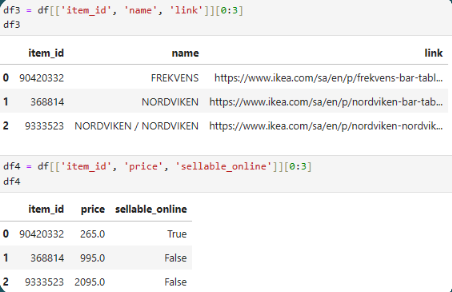 df3 = df[['item_id', 'name', 'link']][0:3]
df3
item_id name link
0 90420332 FREKVENS https://www.ikea.com/sa/en/p/frekvens-bar-tabl...
1 368814 NORDVIKEN https://www.ikea.com/sa/en/p/nordviken-bar-tab...
2 9333523 NORDVIKEN / NORDVIKEN https://www.ikea.com/sa/en/p/nordviken-nordvik...
df4 = df[['item_id', 'price', 'sellable_online']][0:3]
df4
item_id price sellable_online
0 90420332 265.0 True
1 368814 995.0 False
2 9333523 2095.0 False